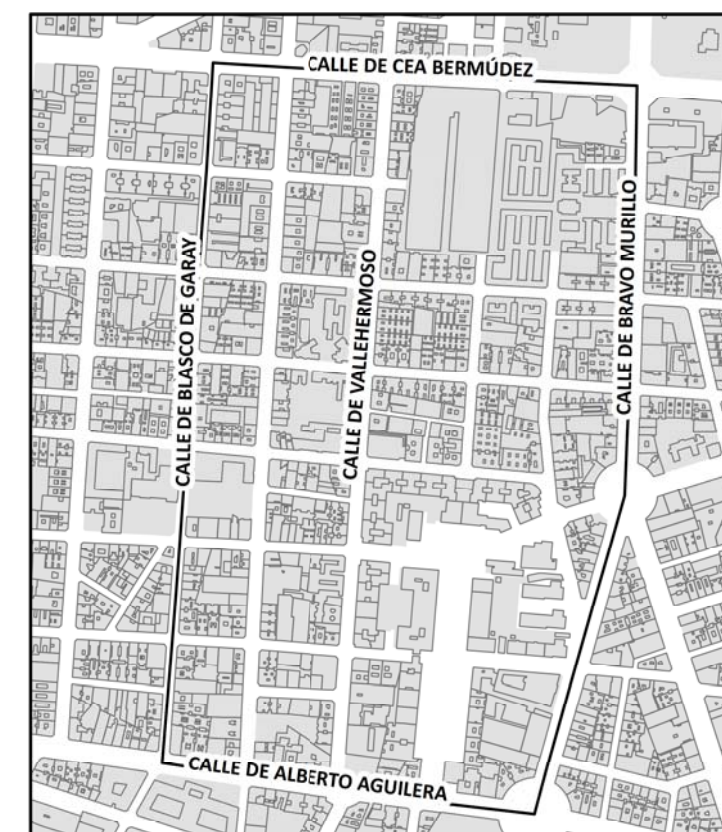 CALLE DE CEA BERMÚDEZ
CALLE DE BLASCO DE GARAY
CALLE DE VALLEHERMOSO
CALLE DE BRAVO MURILLO
CALLE DE ALBERTO AGUILERA